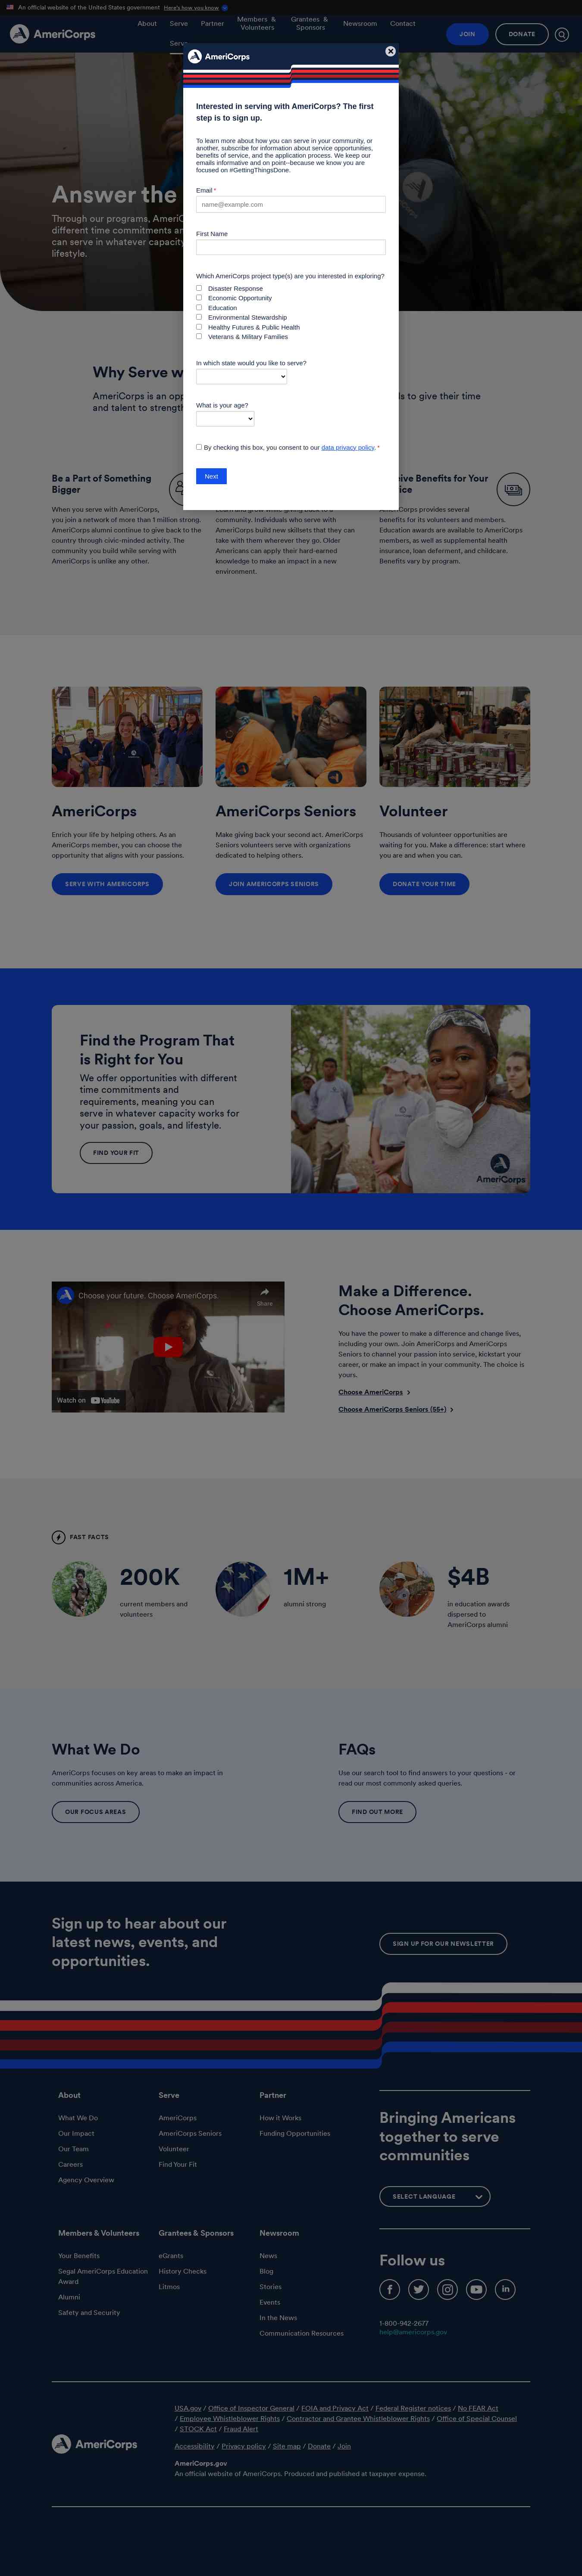 An official website of the United States government Here's how you know
AmeriCorps
About
Serve
Partner
Members &
Volunteers
Grantees &
Sponsors
Newsroom
Contact
JOIN
DONATE
AmeriCorps
Interested in serving with AmeriCorps? The first
step is to sign up.
To learn more about how you can serve in your community, or
another, subscribe for information about service opportunities,
benefits of service, and the application process. We keep our
emails informative and on point--because we know you are
focused on #GettingThingsDone.
Email *
name@example.com
First Name
Which AmeriCorps project type(s) are you interested in exploring?
Disaster Response
Economic Opportunity
Education
Environmental Stewardship
Healthy Futures & Public Health
Veterans & Military Families
In which state would you like to serve?
What is your age?
By checking this box, you consent to our data privacy policy. *
Next
Answer the
Through our programs, AmeriCorps
different time commitments an
can serve in whatever capacity
lifestyle.
Why Serve w
AmeriCorps is an oppo
and talent to strength
ls to give their time
Be a Part of Something
Bigger
When you serve with AmeriCorps,
you join a network of more than 1 million strong.
AmeriCorps alumni continue to give back to the
country through civic-minded activity. The
community you build while serving with
AmeriCorps is unlike any other.
Learn and grow while giving back to your
community. Individuals who serve with
AmeriCorps build new skillsets that they can
take with them wherever they go. Older
Americans can apply their hard-earned
knowledge to make an impact in a new
environment.
eive Benefits for Your
ice
AmeriCorps provides several
benefits for its volunteers and members.
Education awards are available to AmeriCorps
members, as well as supplemental health
insurance, loan deferment, and childcare.
Benefits vary by program.
AmeriCorps
Enrich your life by helping others. As an
AmeriCorps member, you can choose the
opportunity that aligns with your passions.
SERVE WITH AMERICORPS
AmeriCorps Seniors
Make giving back your second act. AmeriCorps
Seniors volunteers serve with organizations
dedicated to helping others.
JOIN AMERICORPS SENIORS
Volunteer
Thousands of volunteer opportunities are
waiting for you. Make a difference: start where
you are and when you can.
DONATE YOUR TIME
Find the Program That
is Right for You
We offer opportunities with different
time commitments and
requirements, meaning you can
serve in whatever capacity works for
your passion, goals, and lifestyle.
FIND YOUR FIT
AmeriCorps
Choose your future. Choose AmeriCorps.
Share
Watch on YouTube
Make a Difference.
Choose AmeriCorps.
You have the power to make a difference and change lives,
including your own. Join AmeriCorps and AmeriCorps
Seniors to channel your passion into service, kickstart your
career, or make an impact in your community. The choice is
yours.
Choose AmeriCorps
Choose AmeriCorps Seniors (55+)
FAST FACTS
200K
current members and
volunteers
1M+
alumni strong
$4B
in education awards
dispersed to
AmeriCorps alumni
What We Do
AmeriCorps focuses on key areas to make an impact in
communities across America.
OUR FOCUS AREAS
FAQs
Use our search tool to find answers to your questions - or
read our most commonly asked queries.
FIND OUT MORE
Sign up to hear about our
latest news, events, and
opportunities.
SIGN UP FOR OUR NEWSLETTER
About
What We Do
Our Impact
Our Team
Careers
Agency Overview
Serve
AmeriCorps
AmeriCorps Seniors
Volunteer
Find Your Fit
Partner
How it Works
Funding Opportunities
Bringing Americans
together to serve
communities
SELECT LANGUAGE
Members & Volunteers
Your Benefits
Segal AmeriCorps Education
Award
Alumni
Safety and Security
Grantees & Sponsors
eGrants
History Checks
Litmos
Newsroom
News
Blog
Stories
Events
In the News
Communication Resources
Follow us
1-800-942-2677
help@americorps.gov
AmeriCorps
USA.gov / Office of Inspector General / FOIA and Privacy Act / Federal Register notices / No FEAR Act
/ Employee Whistleblower Rights / Contractor and Grantee Whistleblower Rights / Office of Special Counsel
/ STOCK Act / Fraud Alert
Accessibility / Privacy policy / Site map / Donate / Join
AmeriCorps.gov
An official website of AmeriCorps. Produced and published at taxpayer expense.